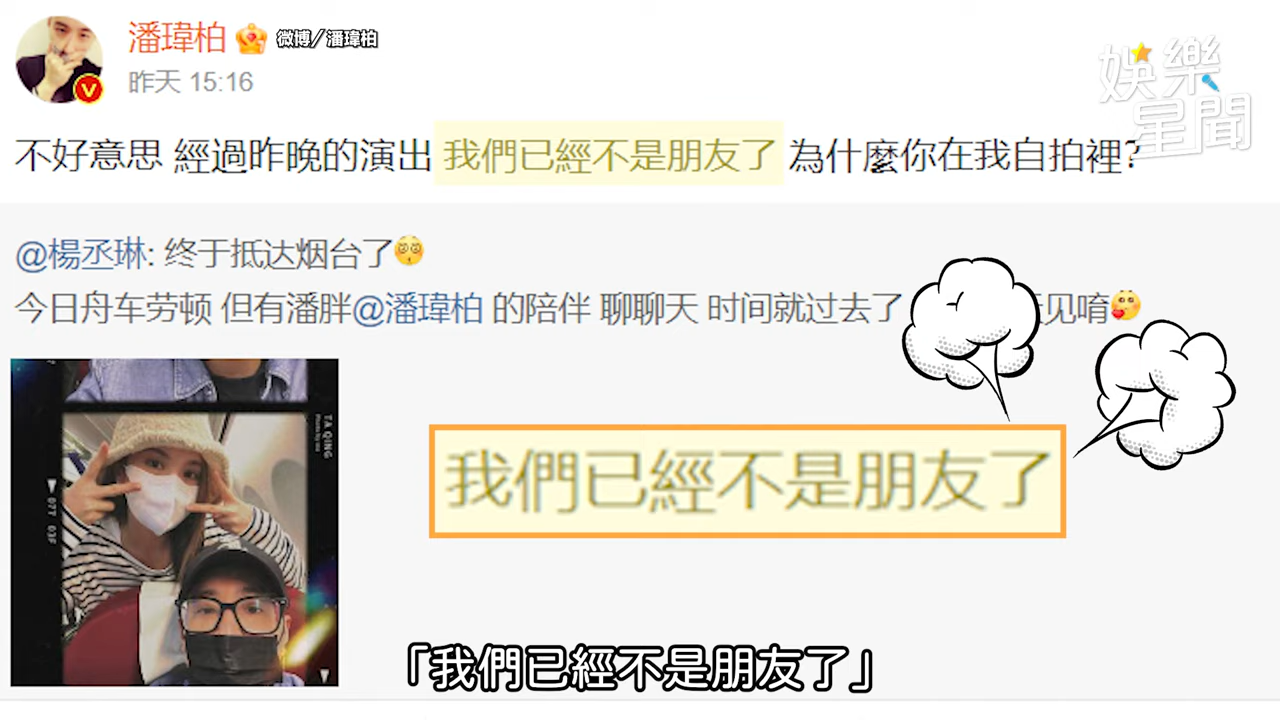 潘瑋柏
微博/潘瑋柏
昨天 15:16
娛樂
星聞
不好意思 經過昨晚的演出 我們已經不是朋友了 為什麼你在我自拍裡?
@楊丞琳: 终于抵达烟台了
今日舟车劳顿 但有潘胖@潘瑋柏 的陪伴 聊聊天 时间就过去了 见唷
TA QING
我們已經不是朋友了
「我們已經不是朋友了」